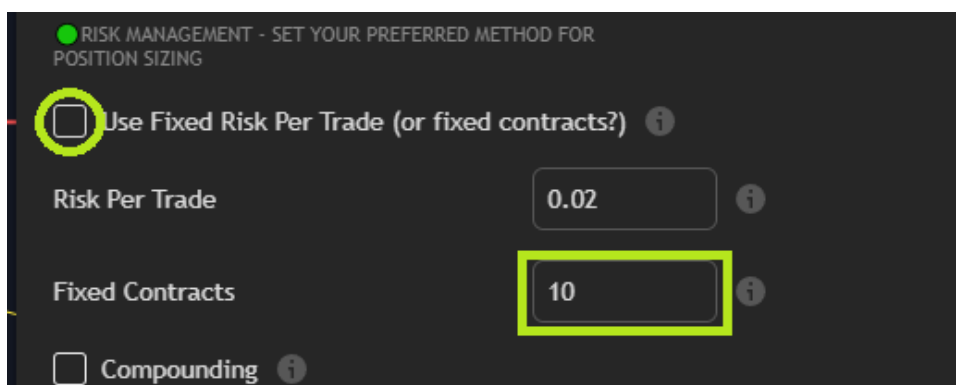 RISK MANAGEMENT - SET YOUR PREFERRED METHOD FOR
POSITION SIZING
Use Fixed Risk Per Trade (or fixed contracts?)
Risk Per Trade 0.02
Fixed Contracts 10
Compounding